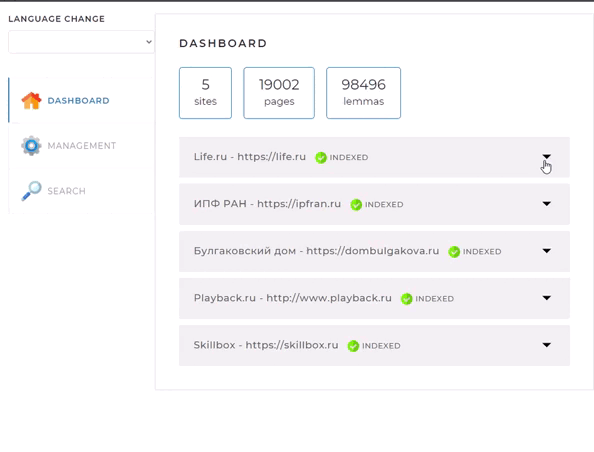 LANGUAGE CHANGE
DASHBOARD
MANAGEMENT
SEARCH
DASHBOARD
5
sites
19002
pages
98496
lemmas
Life.ru - https://life.ru INDEXED
ИПФ РАН - https://ipfran.ru INDEXED
Булгаковский дом - https://dombulgakova.ru INDEXED
Playback.ru - http://www.playback.ru INDEXED
Skillbox - https://skillbox.ru INDEXED